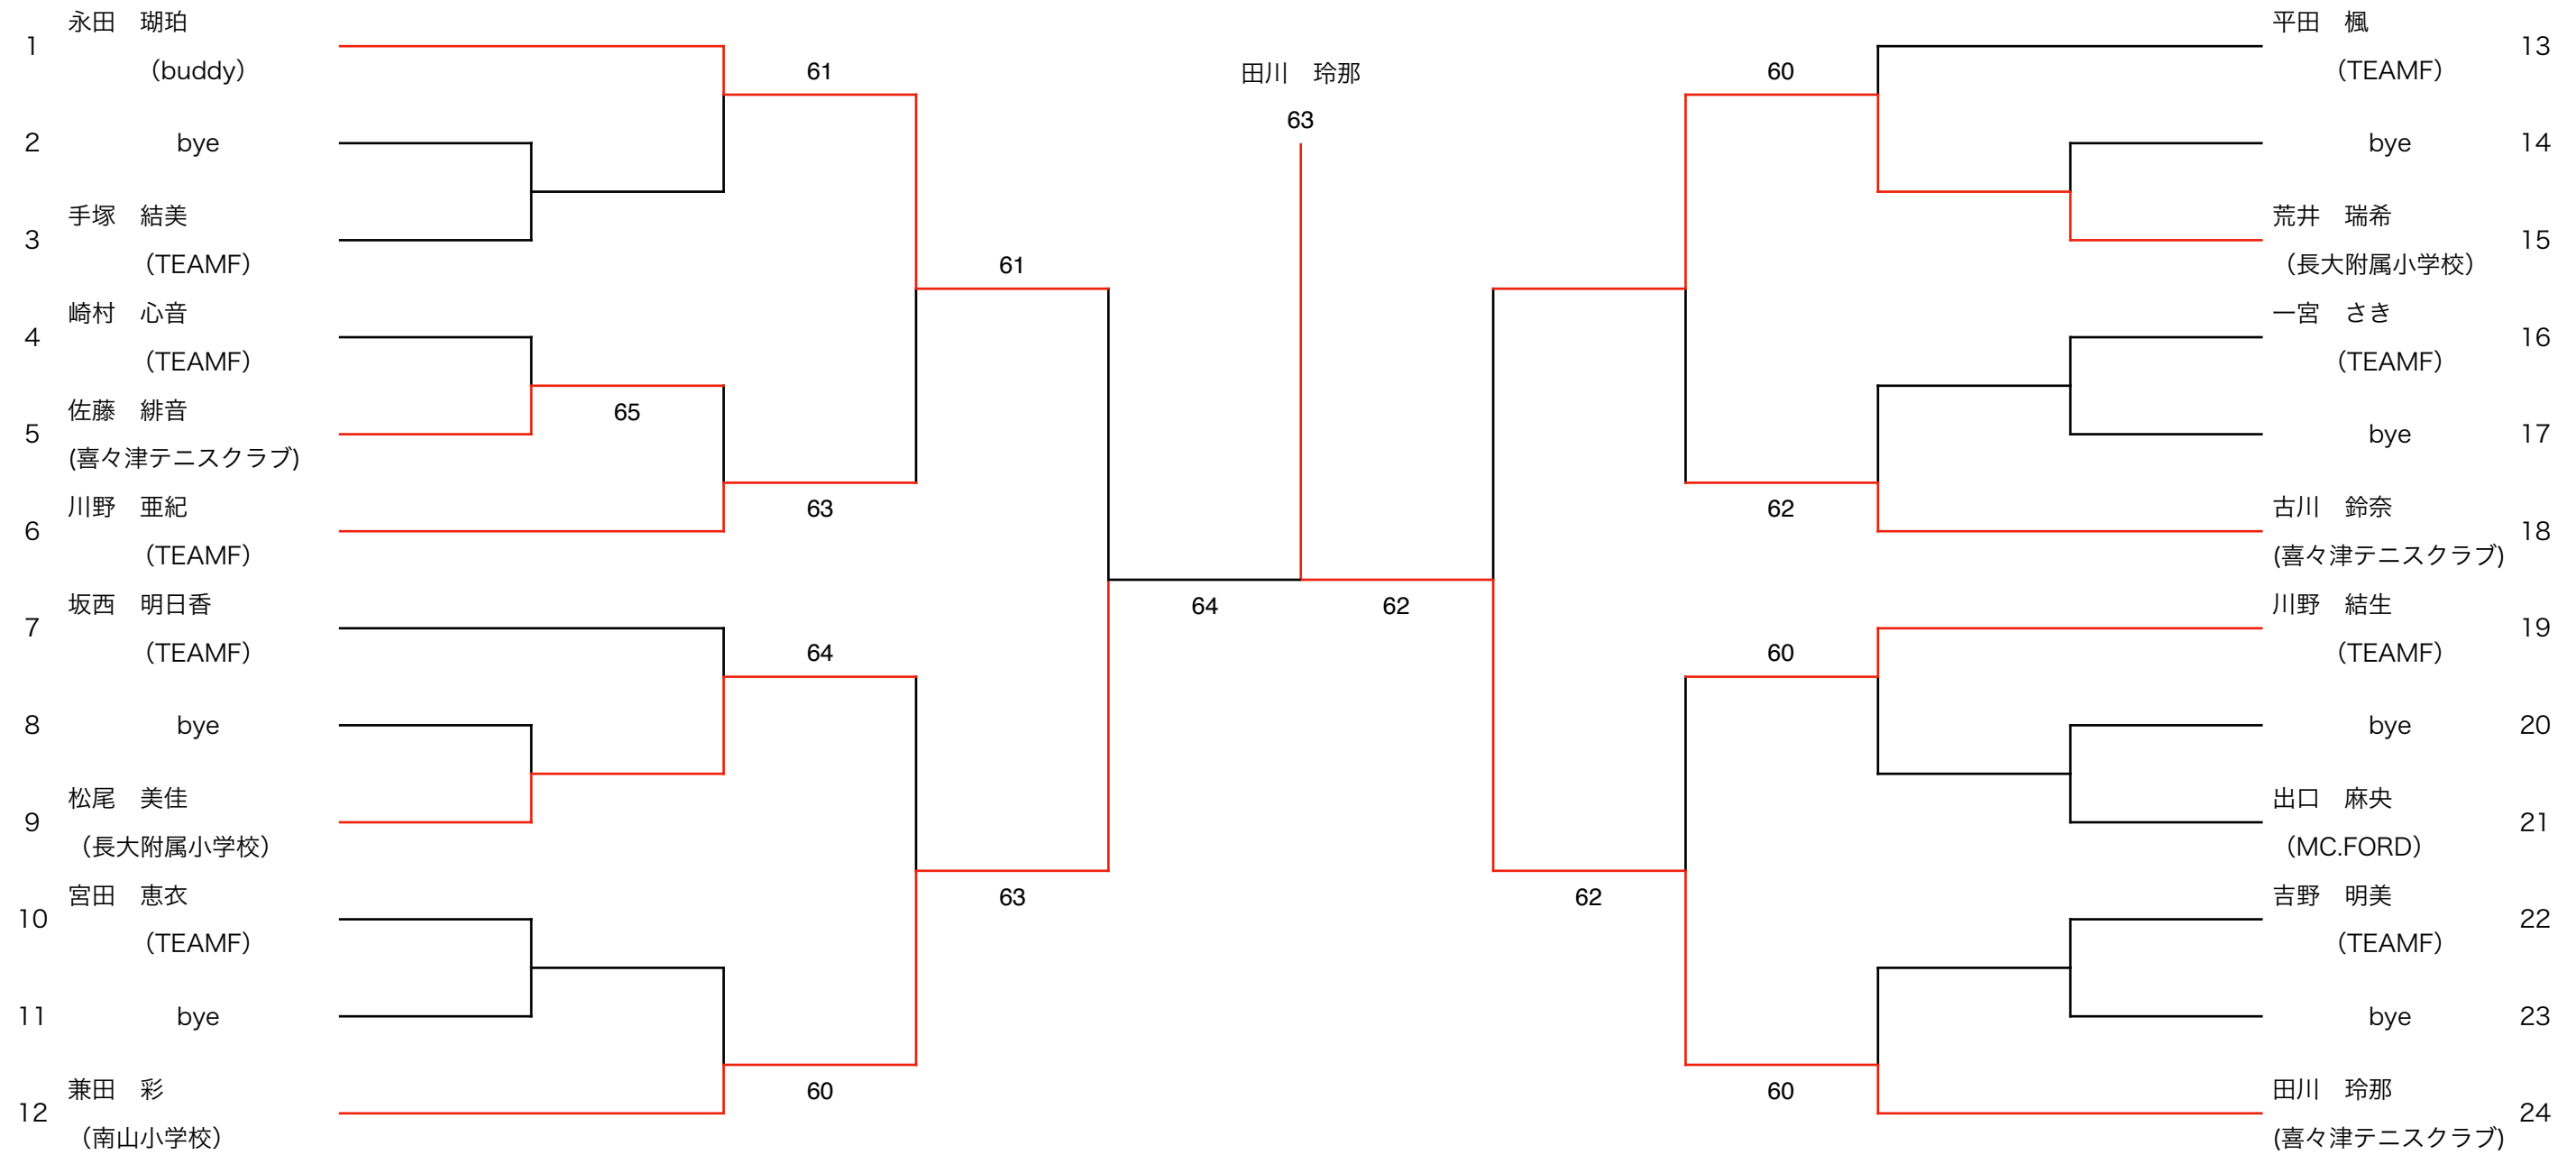 1
永田　瑚珀
（buddy）
2
bye
3
手塚　結美
（TEAMF）
4
崎村　心音
（TEAMF）
5
佐藤　緋音
(喜々津テニスクラブ)
6
川野　亜紀
（TEAMF）
7
坂西　明日香
（TEAMF）
8
bye
9
松尾　美佳
（長大附属小学校）
10
宮田　恵衣
（TEAMF）
11
bye
12
兼田　彩
（南山小学校）
61
65
63
64
60
61
63
64
田川　玲那
63
62
62
60
62
60
60
平田　楓
（TEAMF）
13
bye
14
荒井　瑞希
（長大附属小学校）
15
一宮　さき
（TEAMF）
16
bye
17
古川　鈴奈
(喜々津テニスクラブ)
18
川野　結生
（TEAMF）
19
bye
20
出口　麻央
（MC.FORD）
21
吉野　明美
（TEAMF）
22
bye
23
田川　玲那
(喜々津テニスクラブ)
24